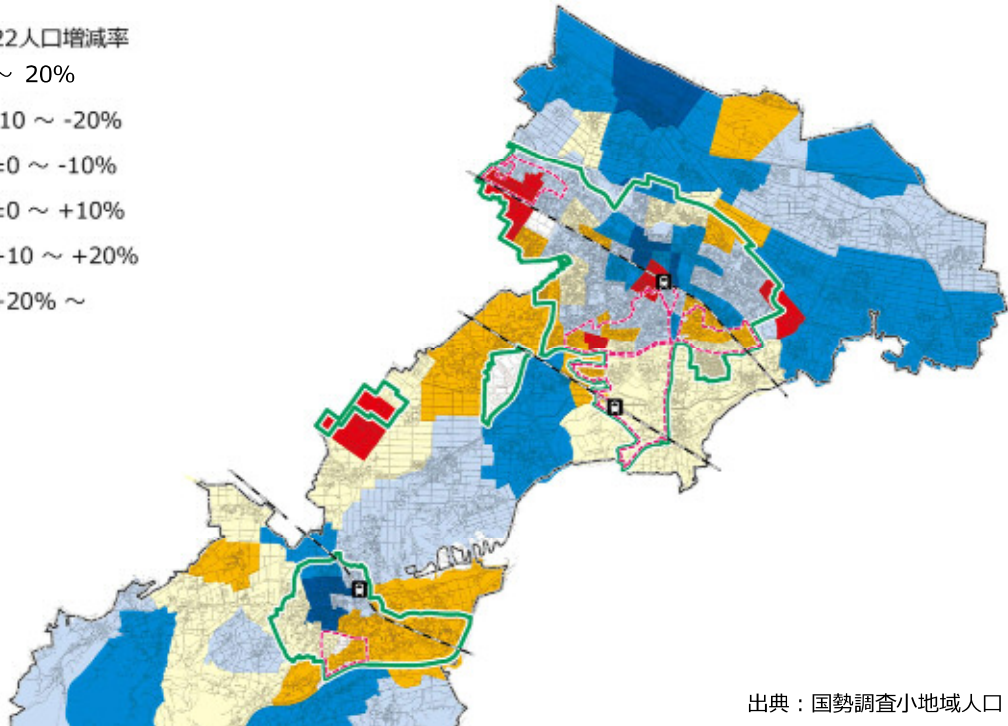 22人口増減率
～ 20%
10 ～ -20%
±0 ～ -10%
±0 ～ +10%
+10 ～ +20%
+20% ～
出典：国勢調査小地域人口